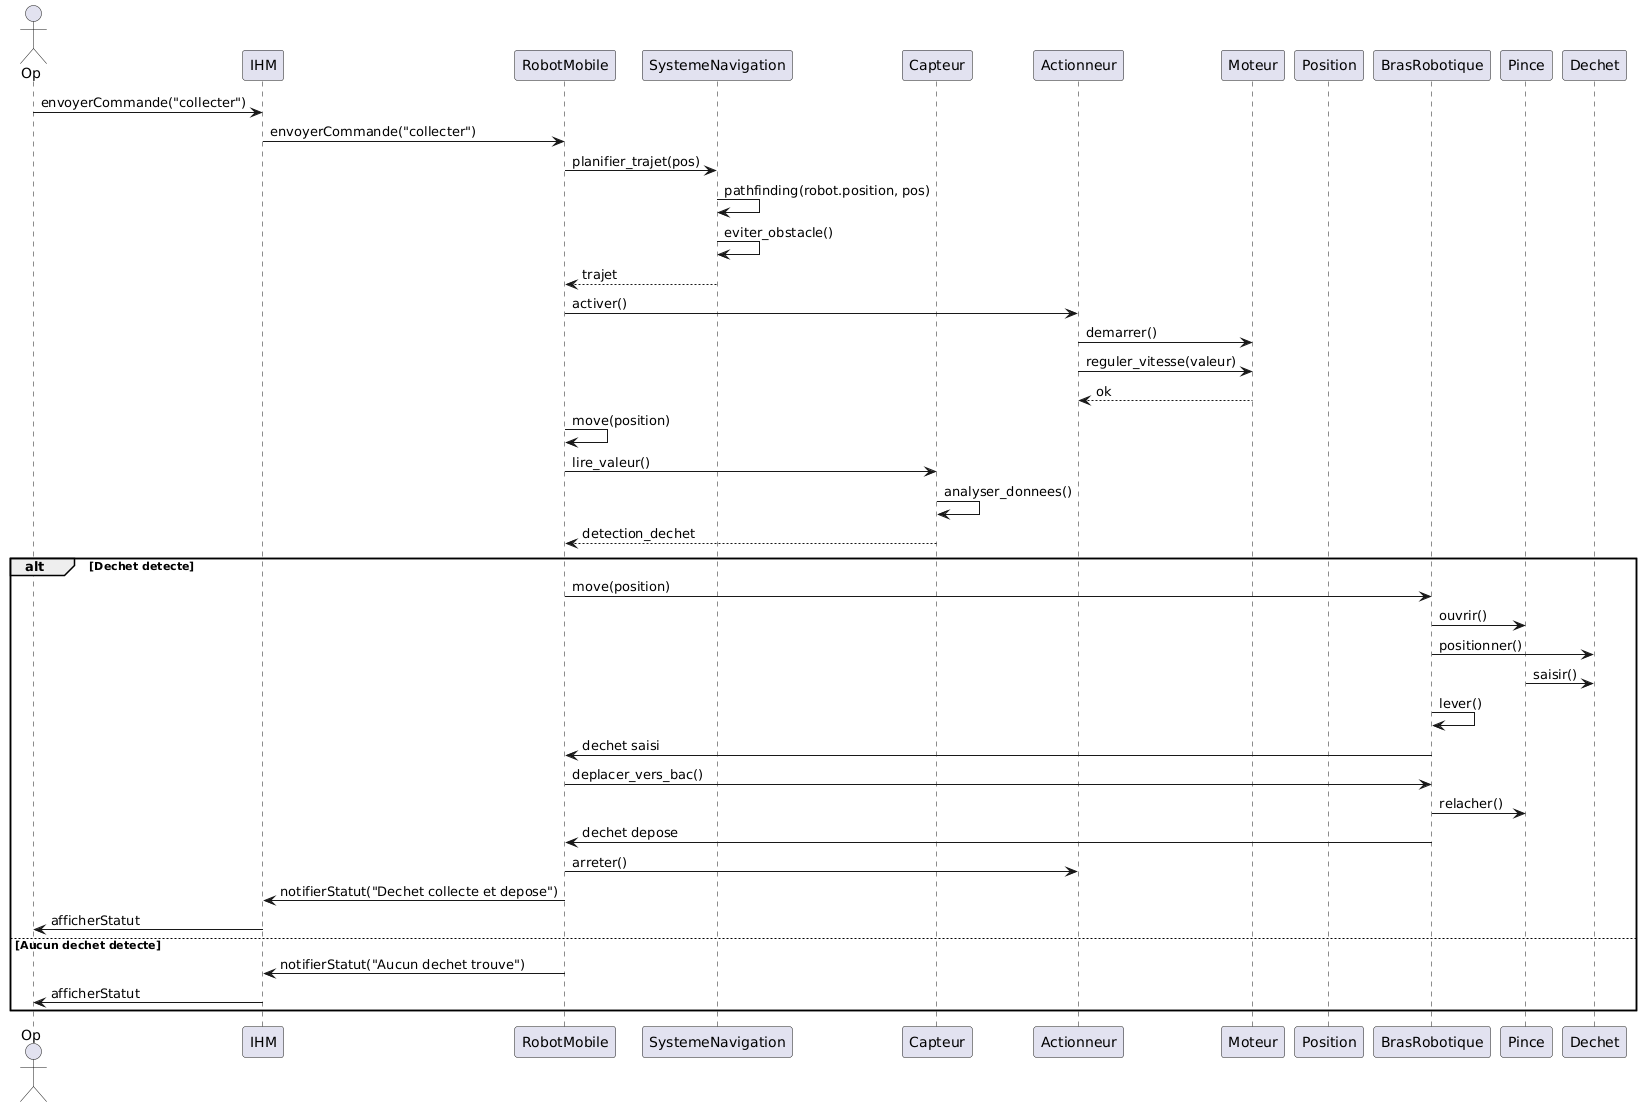 Op
IHM
RobotMobile
SystemeNavigation
Capteur
Actionneur
Moteur
Position
BrasRobotique
Pince
Dechet
envoyerCommande("collecter")
envoyerCommande("collecter")
planifier_trajet(pos)
pathfinding(robot.position, pos)
eviter_obstacle()
trajet
activer()
demarrer()
reguler_vitesse(valeur)
ok
move(position)
lire_valeur()
analyser_donnees()
detection_dechet
alt [Dechet detecte]
move(position)
ouvrir()
positionner()
saisir()
lever()
dechet saisi
deplacer_vers_bac()
relacher()
dechet depose
arreter()
notifierStatut("Dechet collecte et depose")
afficherStatut
[Aucun dechet detecte]
notifierStatut("Aucun dechet trouve")
afficherStatut
Op
IHM
RobotMobile
SystemeNavigation
Capteur
Actionneur
Moteur
Position
BrasRobotique
Pince
Dechet